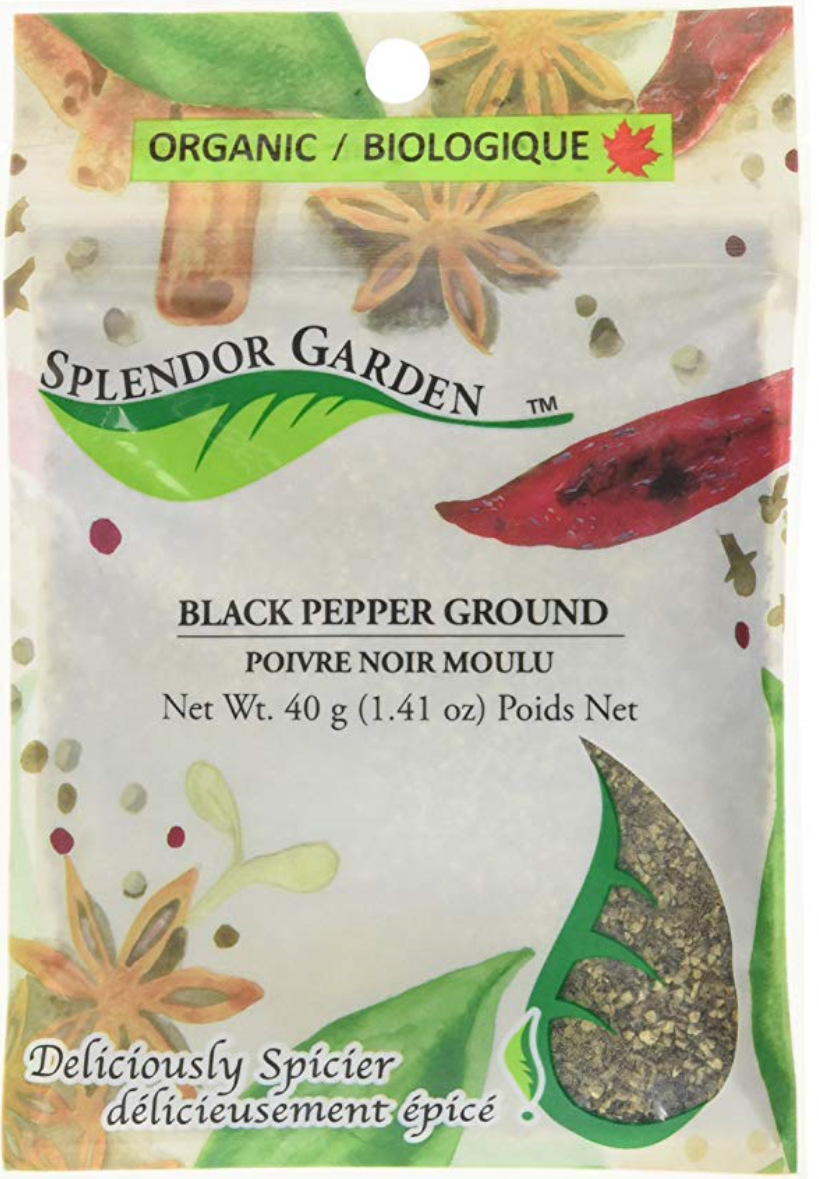 ORGANIC / BIOLOGIQUE
SPLENDOR GARDEN ™
BLACK PEPPER GROUND
POIVRE NOIR MOULU
Net Wt. 40 g (1.41 oz) Poids Net
Deliciously Spicier
délicieusement épicé